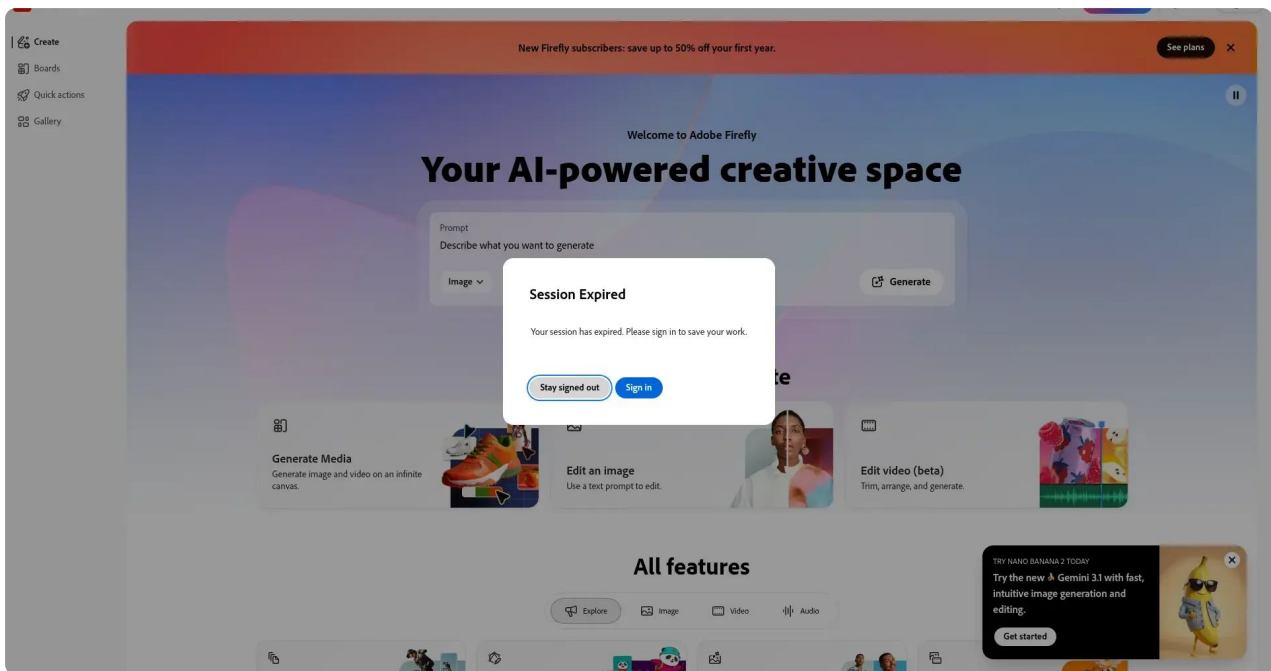 Create
Boards
Quick actions
Gallery
New Firefly subscribers: save up to 50% off your first year.
See plans
Welcome to Adobe Firefly
Your AI-powered creative space
Prompt
Describe what you want to generate
Image
Generate
Session Expired
Your session has expired. Please sign in to save your work.
Stay signed out
Sign in
Generate Media
Generate image and video on an infinite
canvas.
Edit an image
Use a text prompt to edit.
Edit video (beta)
Trim, arrange, and generate.
All features
Explore
Image
Video
Audio
TRY NANO BANANA 2 TODAY
Try the new 🍌 Gemini 3.1 with fast,
intuitive image generation and
editing.
Get started